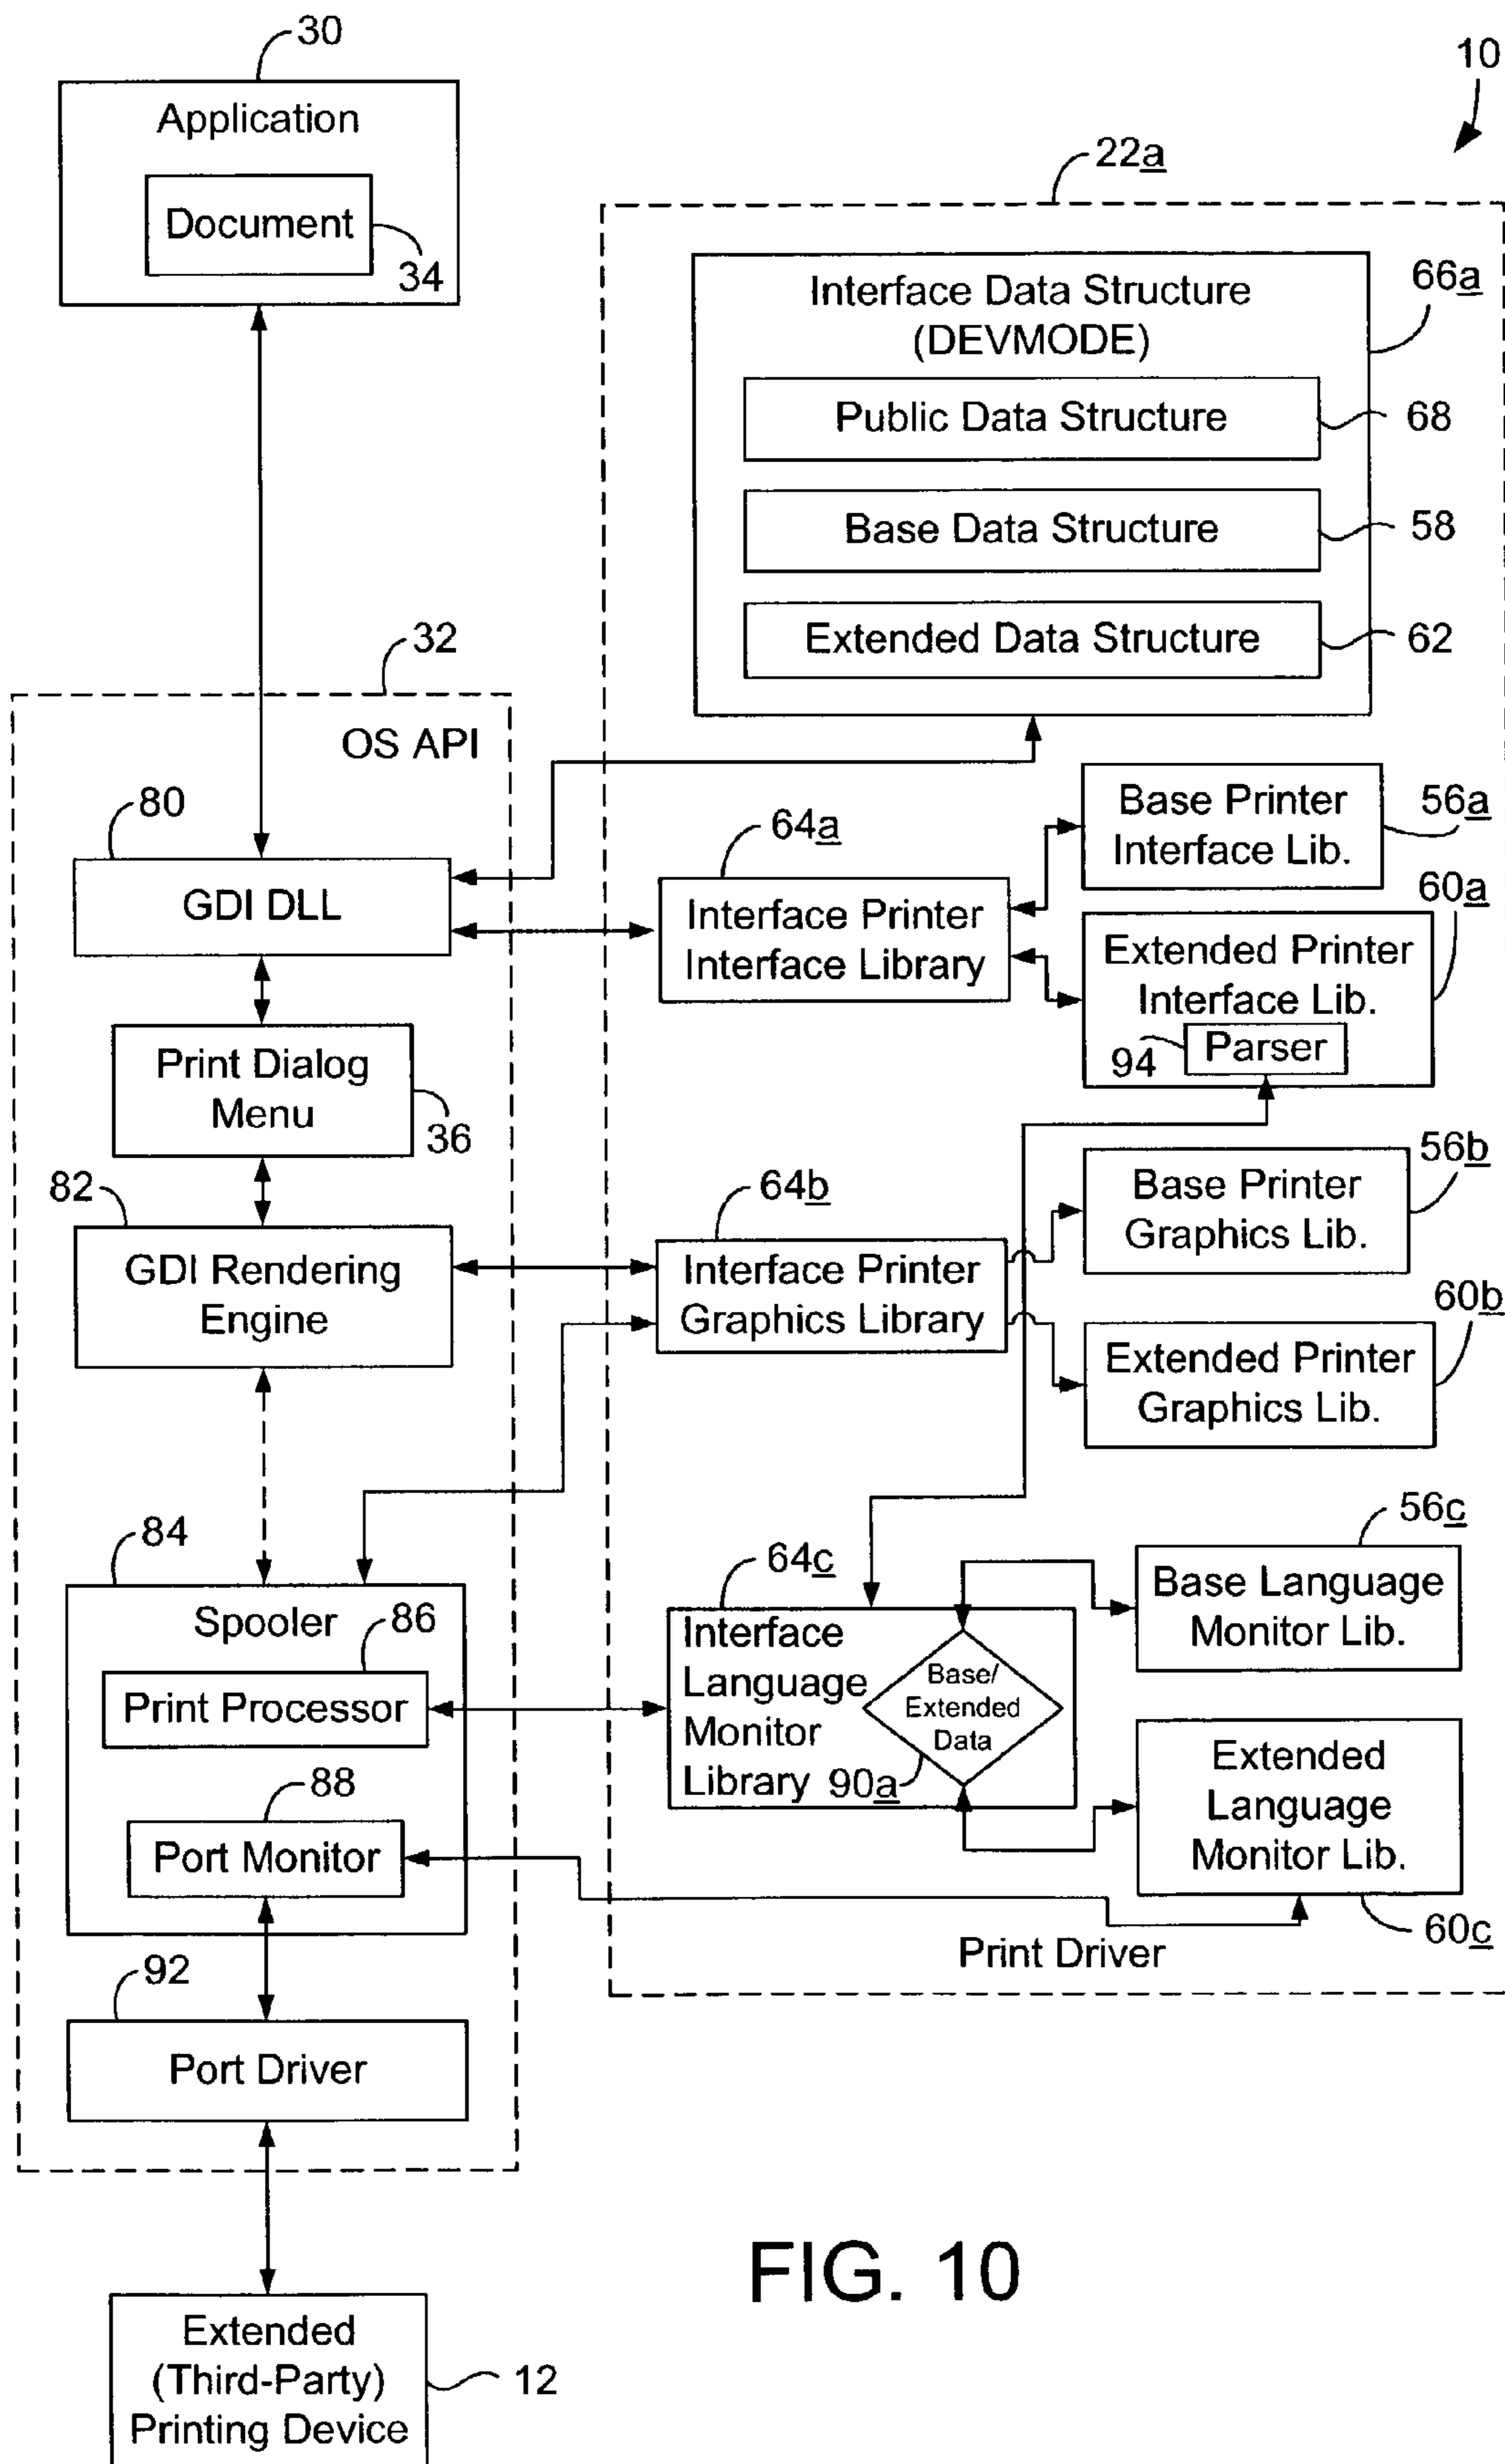 30
Application
Document
34
10
22a
Interface Data Structure
(DEVMODE)
66a
Public Data Structure
68
Base Data Structure
58
Extended Data Structure
62
32
OS API
80
GDI DLL
64a
Interface Printer
Interface Library
Base Printer
Interface Lib.
56a
60a
Extended Printer
Interface Lib.
Parser
94
Print Dialog
Menu
36
82
GDI Rendering
Engine
64b
Interface Printer
Graphics Library
56b
Base Printer
Graphics Lib.
60b
Extended Printer
Graphics Lib.
84
Spooler
86
Print Processor
88
Port Monitor
64c
Interface
Language
Monitor
Library
Base/
Extended
Data
90a
56c
Base Language
Monitor Lib.
Extended
Language
Monitor Lib.
60c
Print Driver
92
Port Driver
Extended
(Third-Party)
Printing Device
12
FIG. 10